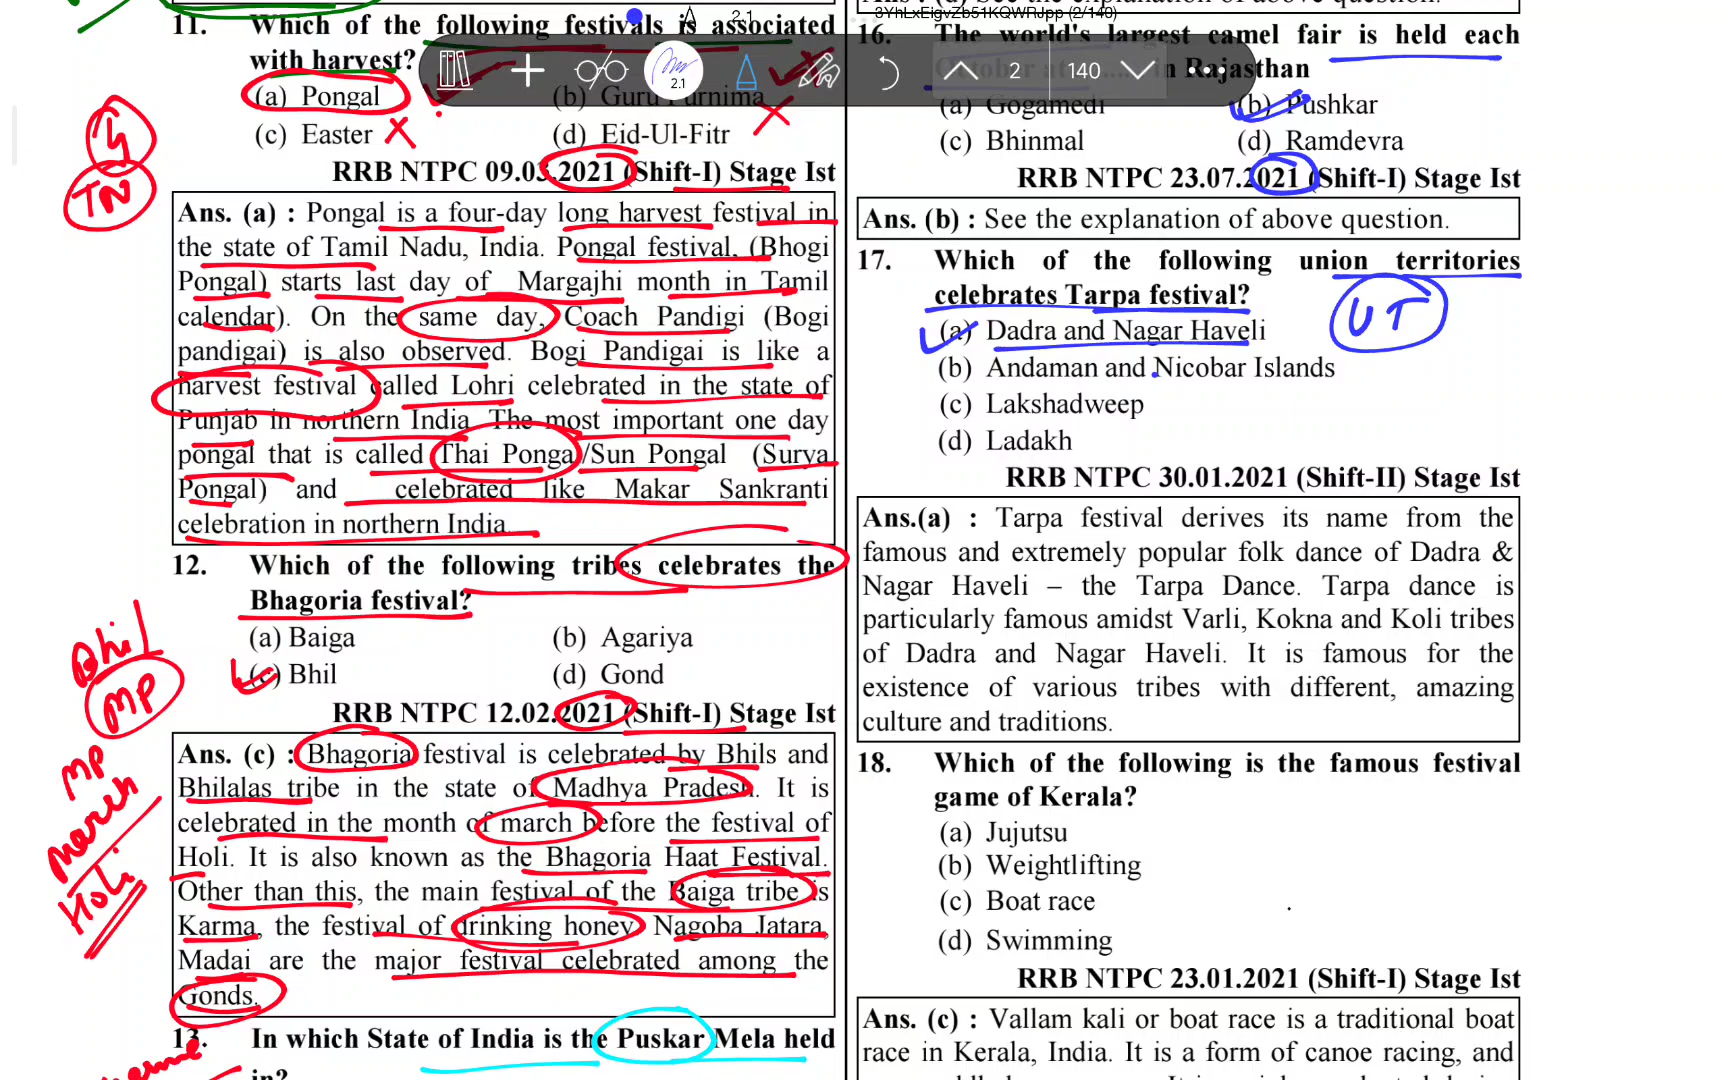 11. Which of the following festivals is associated
with harvest?
(a) Pongal (b) Guru Purnima
(c) Easter (d) Eid-Ul-Fitr
RRB NTPC 09.03.2021 (Shift-I) Stage Ist
Ans. (a) : Pongal is a four-day long harvest festival in
the state of Tamil Nadu, India. Pongal festival, (Bhogi
Pongal) starts last day of Margajhi month in Tamil
calendar). On the same day, Coach Pandigi (Bogi
pandigai) is also observed. Bogi Pandigai is like a
harvest festival called Lohri celebrated in the state of
Punjab in northern India. The most important one day
pongal that is called Thai Pongal/Sun Pongal (Surya
Pongal) and celebrated like Makar Sankranti
celebration in northern India.
12. Which of the following tribes celebrates the
Bhagoria festival?
(a) Baiga (b) Agariya
(c) Bhil (d) Gond
RRB NTPC 12.02.2021 (Shift-I) Stage Ist
Ans. (c) : Bhagoria festival is celebrated by Bhils and
Bhilalas tribe in the state of Madhya Pradesh. It is
celebrated in the month of march before the festival of
Holi. It is also known as the Bhagoria Haat Festival.
Other than this, the main festival of the Baiga tribe is
Karma, the festival of drinking honey Nagoba Jatara,
Madai are the major festival celebrated among the
Gonds.
13. In which State of India is the Puskar Mela held
in?
4
TN
Bhil
MP
MP
March
Holi
2.1
2.1
3YhLxEigvZb51KQWRJpp (2/140)
2 140
16. The world's largest camel fair is held each
October at in Rajasthan
(a) Gogamedi (b) Pushkar
(c) Bhinmal (d) Ramdevra
RRB NTPC 23.07.2021 (Shift-I) Stage Ist
Ans. (b) : See the explanation of above question.
17. Which of the following union territories
celebrates Tarpa festival?
(a) Dadra and Nagar Haveli
(b) Andaman and Nicobar Islands
(c) Lakshadweep
(d) Ladakh
UT
RRB NTPC 30.01.2021 (Shift-II) Stage Ist
Ans.(a) : Tarpa festival derives its name from the
famous and extremely popular folk dance of Dadra &
Nagar Haveli – the Tarpa Dance. Tarpa dance is
particularly famous amidst Varli, Kokna and Koli tribes
of Dadra and Nagar Haveli. It is famous for the
existence of various tribes with different, amazing
culture and traditions.
18. Which of the following is the famous festival
game of Kerala?
(a) Jujutsu
(b) Weightlifting
(c) Boat race
(d) Swimming
RRB NTPC 23.01.2021 (Shift-I) Stage Ist
Ans. (c) : Vallam kali or boat race is a traditional boat
race in Kerala, India. It is a form of canoe racing, and